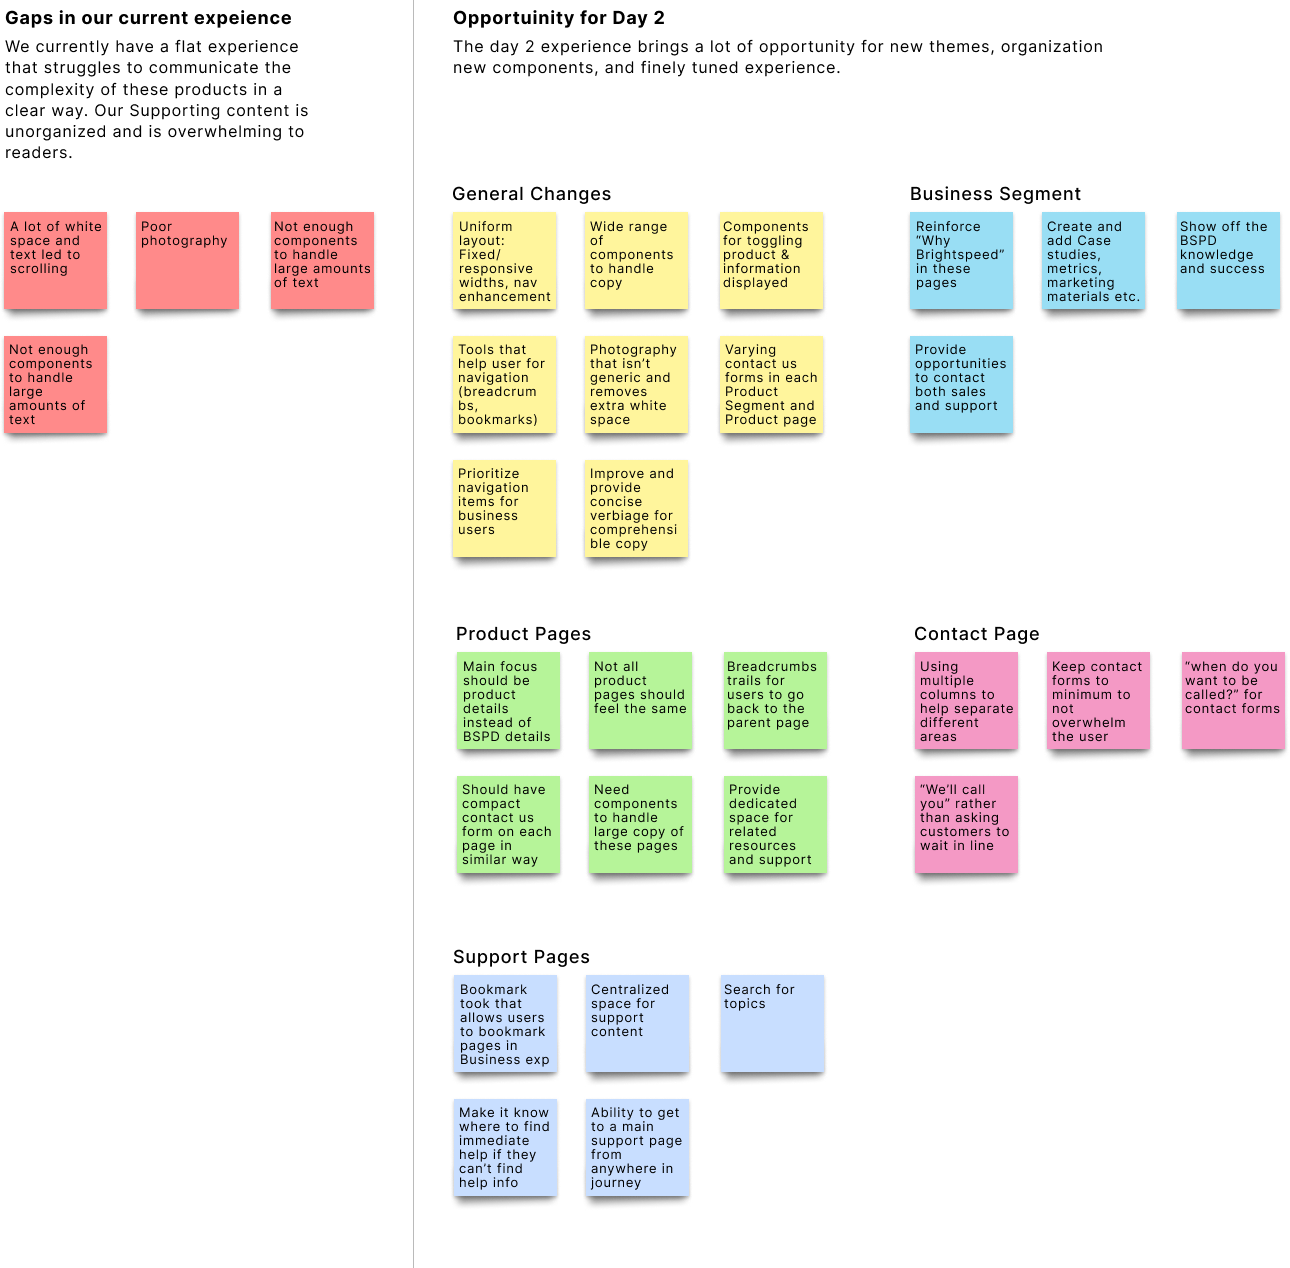 Gaps in our current expeience
We currently have a flat experience
that struggles to communicate the
complexity of these products in a
clear way. Our Supporting content is
unorganized and is overwhelming to
readers.
A lot of white
space and
text led to
scrolling
Poor
photography
Not enough
components
to handle
large amounts
of text
Not enough
components
to handle
large
amounts of
text
Opportuinity for Day 2
The day 2 experience brings a lot of opportunity for new themes, organization
new components, and finely tuned experience.
General Changes
Uniform
layout:
Fixed/
responsive
widths, nav
enhancement
Wide range
of
components
to handle
copy
Components
for toggling
product &
information
displayed
Tools that
help user for
navigation
(breadcrum
bs,
bookmarks)
Photography
that isn’t
generic and
removes
extra white
space
Varying
contact us
forms in each
Product
Segment and
Product page
Prioritize
navigation
items for
business
users
Improve and
provide
concise
verbiage for
comprehensi
ble copy
Business Segment
Reinforce
“Why
Brightspeed”
in these
pages
Create and
add Case
studies,
metrics,
marketing
materials etc.
Show off the
BSPD
knowledge
and success
Provide
opportunities
to contact
both sales
and support
Product Pages
Main focus
should be
product
details
instead of
BSPD details
Not all
product
pages should
feel the same
Breadcrumbs
trails for
users to go
back to the
parent page
Should have
compact
contact us
form on each
page in
similar way
Need
components
to handle
large copy of
these pages
Provide
dedicated
space for
related
resources
and support
Contact Page
Using
multiple
columns to
help separate
different
areas
Keep contact
forms to
minimum to
not
overwhelm
the user
“when do you
want to be
called?” for
contact forms
“We’ll call
you” rather
than asking
customers to
wait in line
Support Pages
Bookmark
took that
allows users
to bookmark
pages in
Business exp
Centralized
space for
support
content
Search for
topics
Make it know
where to find
immediate
help if they
can’t find
help info
Ability to get
to a main
support page
from
anywhere in
journey